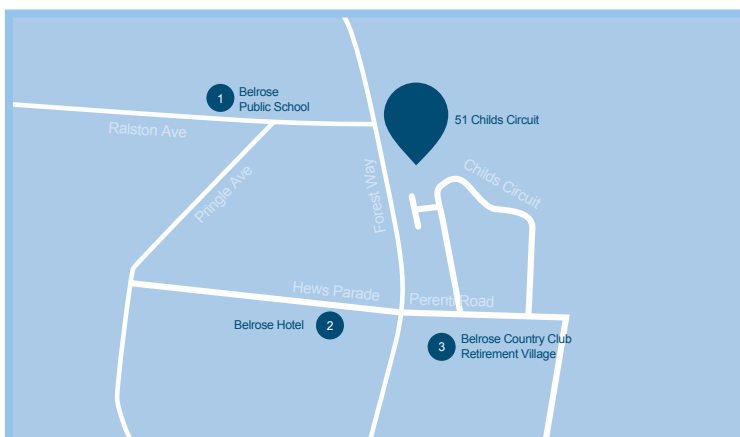 1
Belrose
Public School
51 Childs Circuit
Ralston Ave
Pringle Ave
Forest Way
Childs Circuit
Hews Parade
Perenti Road
Belrose Hotel
2
3
Belrose Country Club
Retirement Village